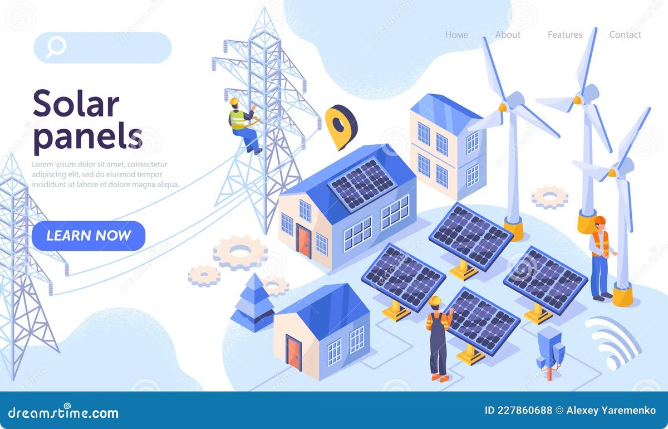 Home About Features Contact
Solar
panels
Lorem ipsum dolor sit amet, consectetur
adipiscing elit, sed do eiusmod tempor
incididunt ut labore et dolore magna aliqua.
LEARN NOW
dreamstime.com
ID 227860688 © Alexey Yaremenko